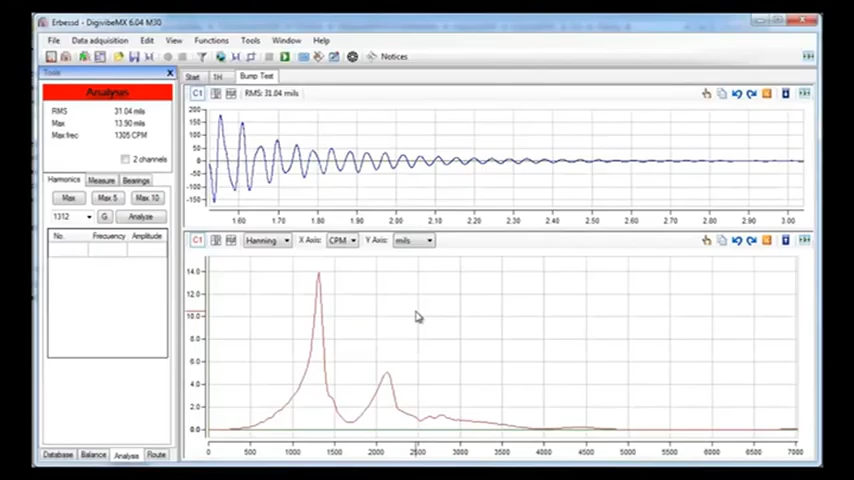 Erbessd - DigivibeMX 6.04 M30
File Data acquisition Edit View Functions Tools Window Help
Notices
Tools
Start 1H Bump Test
Analysis
C1 RMS: 31.04 mils
RMS 31.04 mils
Max 13.90 mils
Max frec 1305 CPM
2 channels
Harmonics Measure Bearings
Max Max 5 Max 10
1312 G Analyze
No. Frequency Amplitude
200
150
100
50
0
-50
-100
-150
1.60 1.70 1.80 1.90 2.00 2.10 2.20 2.30 2.40 2.50 2.60 2.70 2.80 2.90 3.00
C1 Hanning X Axis: CPM Y Axis: mils
14.0
12.0
10.0
8.0
6.0
4.0
2.0
0.0
0 500 1000 1500 2000 2500 3000 3500 4000 4500 5000 5500 6000 6500 7000
Database Balance Analysis Route